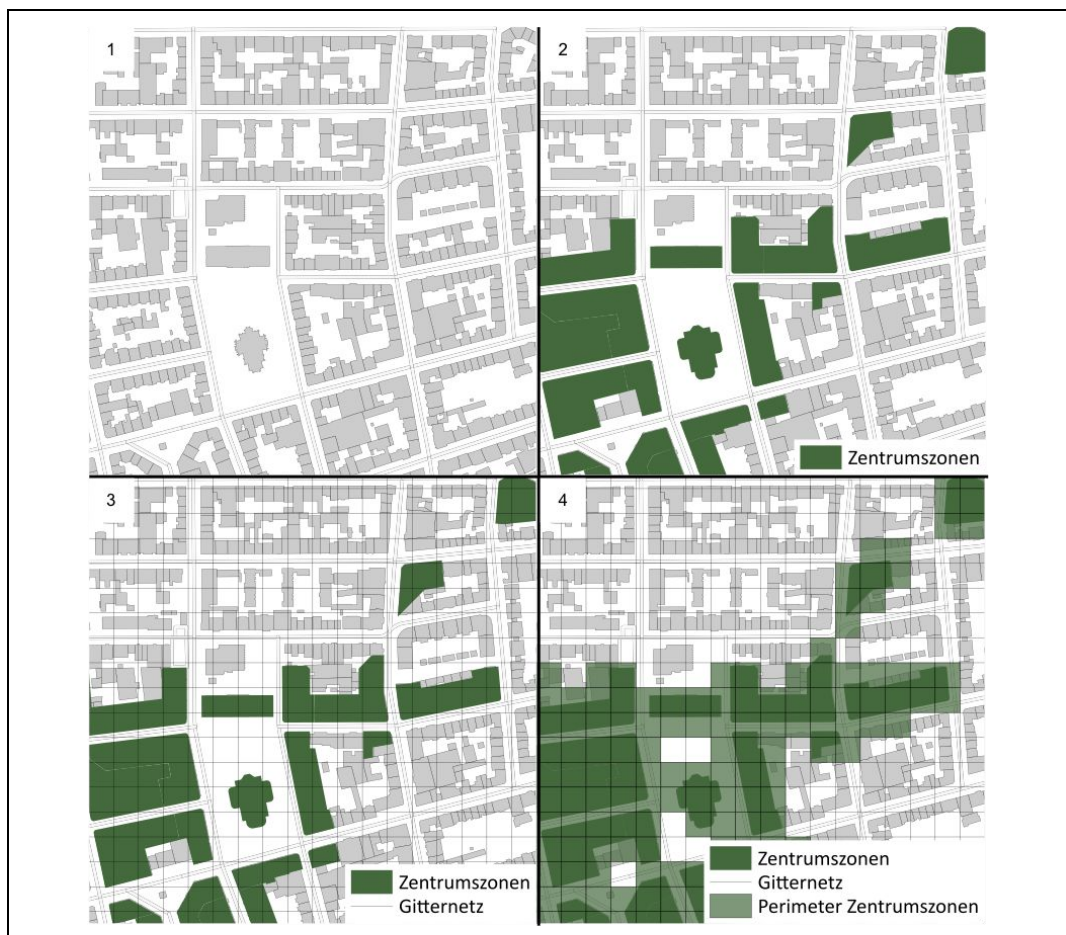 1
2
Zentrumszonen
3
Zentrumszonen
Gitternetz
4
Zentrumszonen
Gitternetz
Perimeter Zentrumszonen